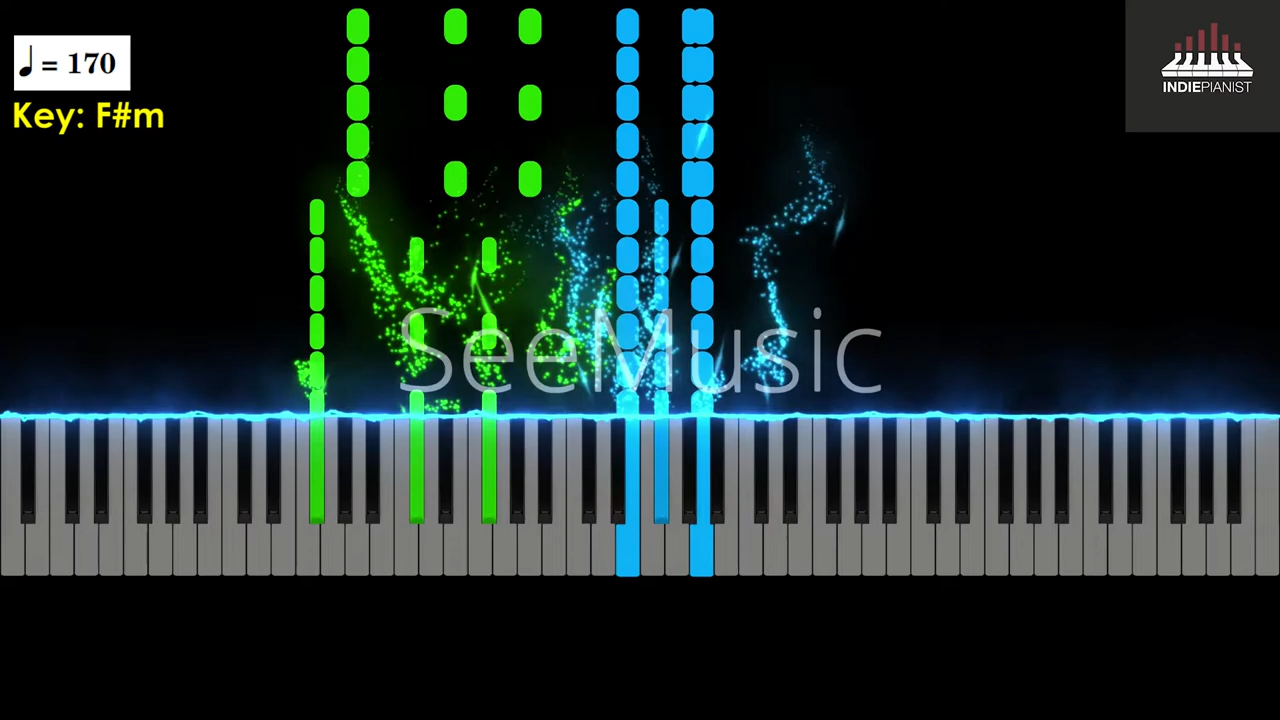 ♩ = 170
Key: F#m
INDIEPIANIST
SeeMusic